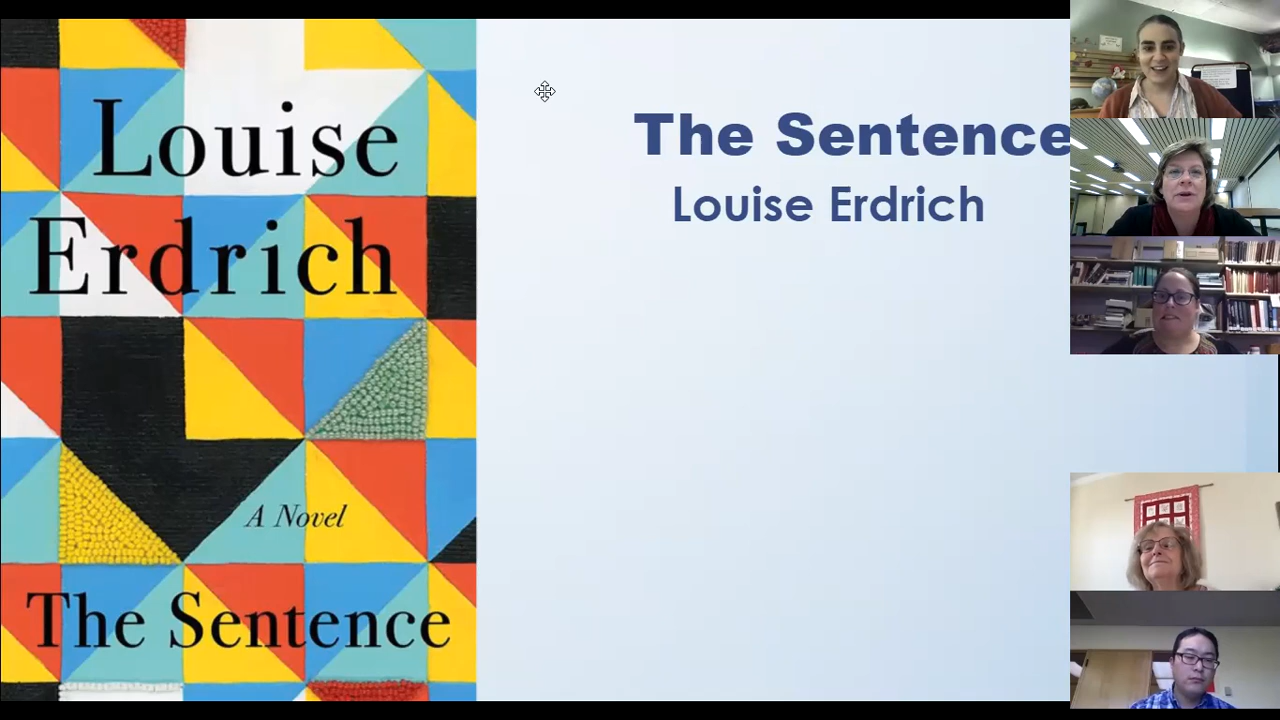 Louise
Erdrich
A Novel
The Sentence
The Sentence
Louise Erdrich